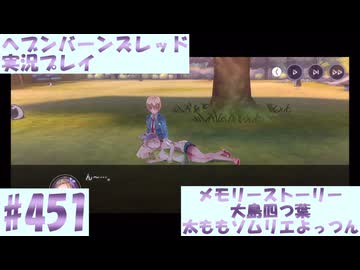 ヘブンバーンズレッド
実況プレイ
ん……。
#451
メモリーストーリー
大島四つ葉
太ももソムリエよっつん